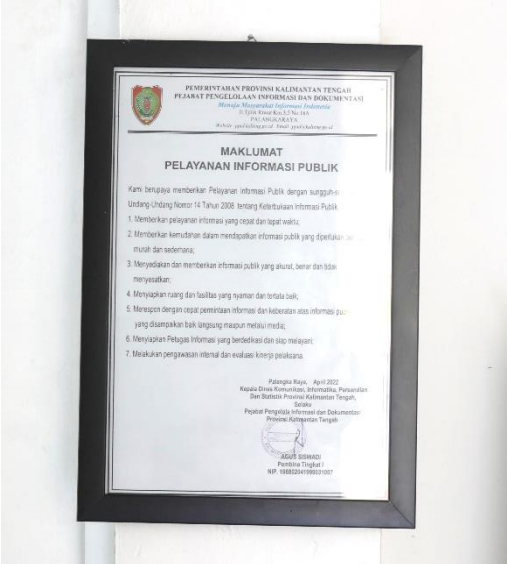 PEMERINTAHAN PROVINSI KALIMANTAN TENGAH
PEJABAT PENGELOLAAN INFORMASI DAN DOKUMENTASI
Menuju Masyarakat Informasi Indonesia
PALANGKARAYA
MAKLUMAT
PELAYANAN INFORMASI PUBLIK
Kami berupaya memberikan Pelayanan Informasi Publik dengan sungguh-s
Undang-Undang Nomor 14 Tahun 2008 tentang Keterbukaan Informasi Publik
1. Memberikan pelayanan informasi yang cepat dan tepat waktu;
2. Memberikan kemudahan dalam mendapatkan informasi publik yang diperlukan
murah dan sederhana;
3. Menyediakan dan memberikan informasi publik yang akurat, benar dan tidak
menyesatkan;
4. Menyiapkan ruang dan fasilitas yang nyaman dan tertata baik;
5. Merespon dengan cepat permintaan informasi dan keberatan atas informasi pu
yang disampaikan baik langsung maupun melalui media;
6. Menyiapkan Petugas Informasi yang berdedikasi dan siap melayani;
7. Melakukan pengawasan internal dan evaluasi kinerja pelaksana.
Palangka Raya, April 2022
Kepala Dinas Komunikasi, Informatika, Persandian
Dan Statistik Provinsi Kalimantan Tengah,
Selaku
Pejabat Pengelola Informasi dan Dokumentasi
Provinsi Kalimantan Tengah
AGUS SISWADI
Pembina Tingkat I